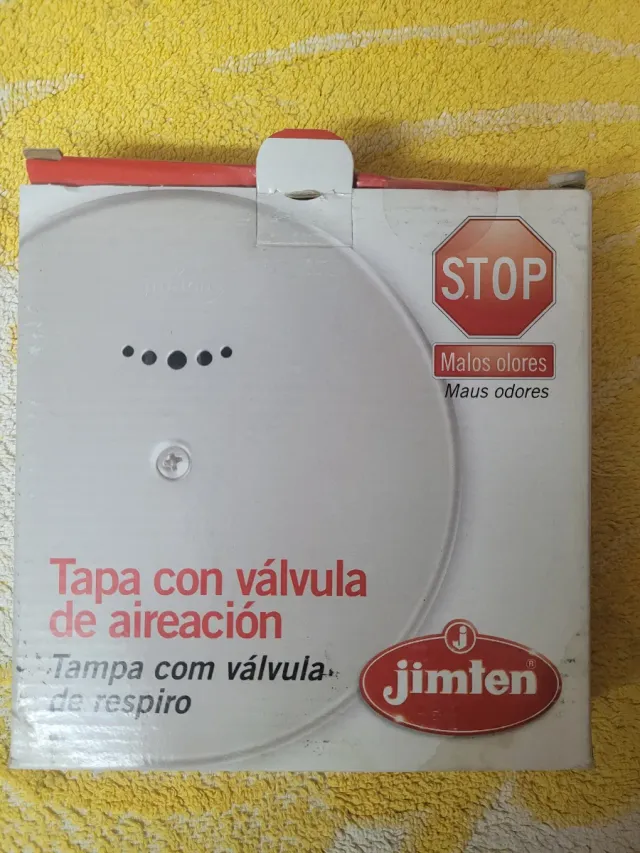 STOP
Malos olores
Maus odores
Tapa con válvula
de aireación
Tampa com válvula
de respiro
j
jimten®